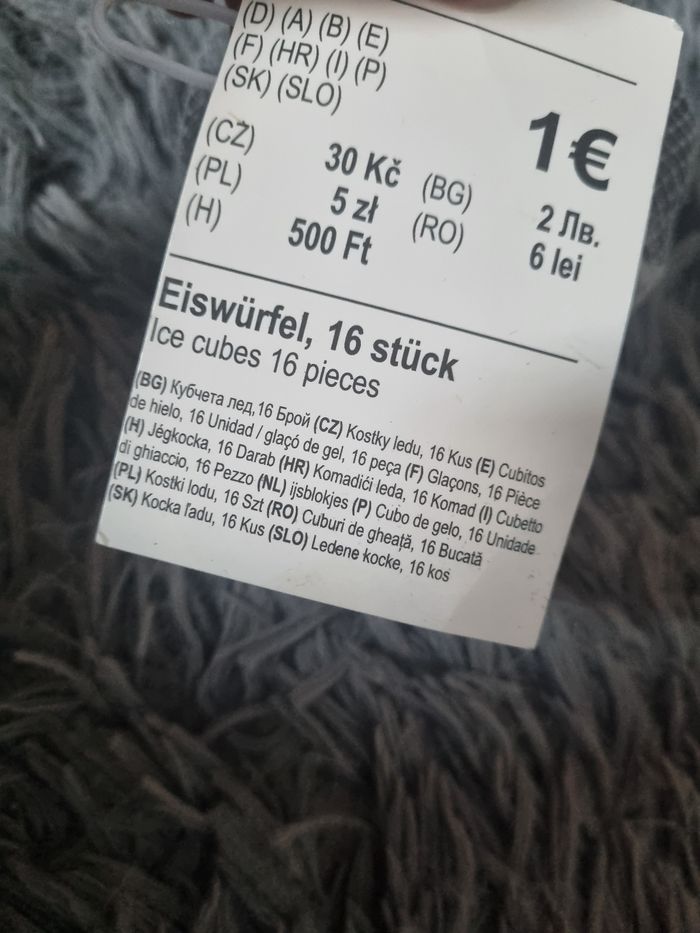 (D) (A) (B) (E)
(F) (HR) (I) (P)
(SK) (SLO)
1€
(CZ) 30 Kč (BG) 2 Лв.
(PL) 5 zł (RO) 6 lei
(H) 500 Ft
Eiswürfel, 16 stück
Ice cubes 16 pieces
(BG) Кубчета лед,16 Брой (CZ) Kostky ledu, 16 Kus (E) Cubitos
de hielo, 16 Unidad / glaçó de gel, 16 peça (F) Glaçons, 16 Pièce
(H) Jégkocka, 16 Darab (HR) Komadići leda, 16 Komad (I) Cubetto
di ghiaccio, 16 Pezzo (NL) ijsblokjes (P) Cubo de gelo, 16 Unidade
(PL) Kostki lodu, 16 Szt (RO) Cuburi de gheață, 16 Bucată
(SK) Kocka ľadu, 16 Kus (SLO) Ledene kocke, 16 kos